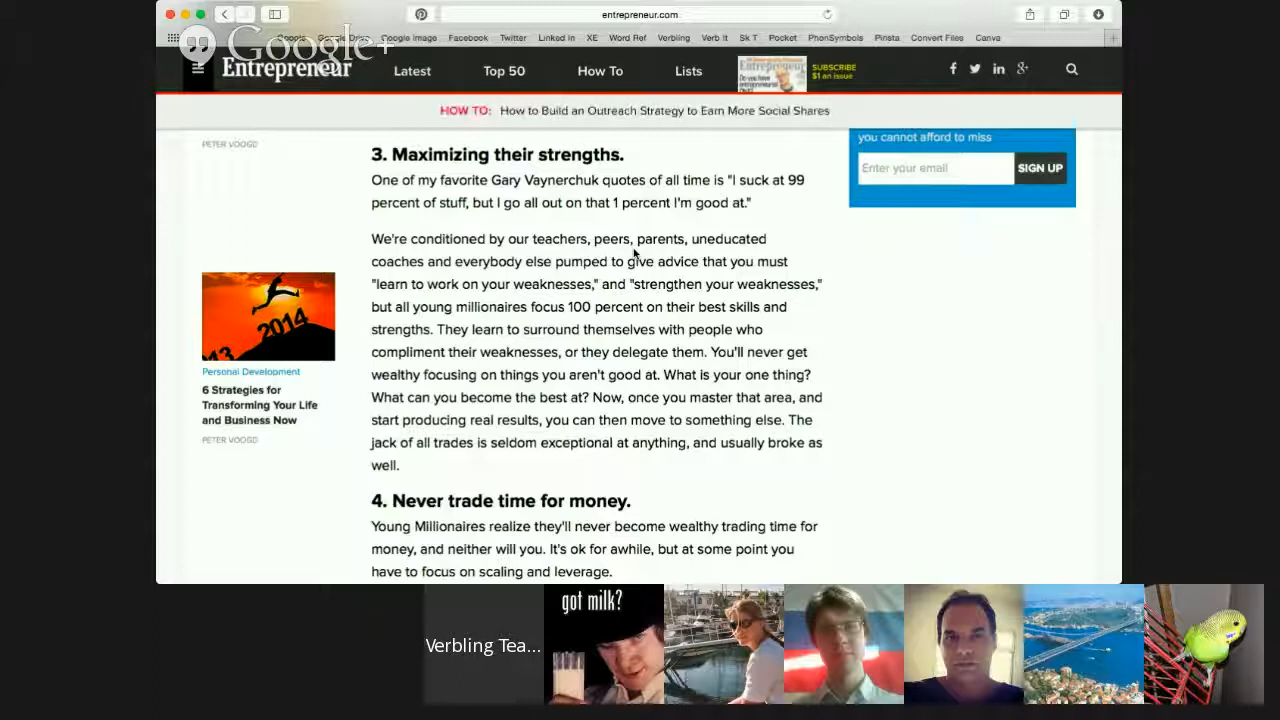 entrepreneur.com
Google Google Drive Google Image Facebook Twitter Linked In XE Word Ref Verbling Verb It Sk T Pocket PhonSymbols Pinsta Convert Files Canva
Google+
Entrepreneur Latest Top 50 How To Lists
Entrepreneur
SUBSCRIBE
$1 an issue
HOW TO: How to Build an Outreach Strategy to Earn More Social Shares
PETER VOOGD
you cannot afford to miss
Enter your email SIGN UP
3. Maximizing their strengths.
One of my favorite Gary Vaynerchuk quotes of all time is "I suck at 99
percent of stuff, but I go all out on that 1 percent I'm good at."
We're conditioned by our teachers, peers, parents, uneducated
coaches and everybody else pumped to give advice that you must
"learn to work on your weaknesses," and "strengthen your weaknesses,"
but all young millionaires focus 100 percent on their best skills and
strengths. They learn to surround themselves with people who
compliment their weaknesses, or they delegate them. You'll never get
wealthy focusing on things you aren't good at. What is your one thing?
What can you become the best at? Now, once you master that area, and
start producing real results, you can then move to something else. The
jack of all trades is seldom exceptional at anything, and usually broke as
well.
2014
13
Personal Development
6 Strategies for
Transforming Your Life
and Business Now
PETER VOOGD
4. Never trade time for money.
Young Millionaires realize they'll never become wealthy trading time for
money, and neither will you. It's ok for awhile, but at some point you
have to focus on scaling and leverage.
Verbling Tea...
got milk?